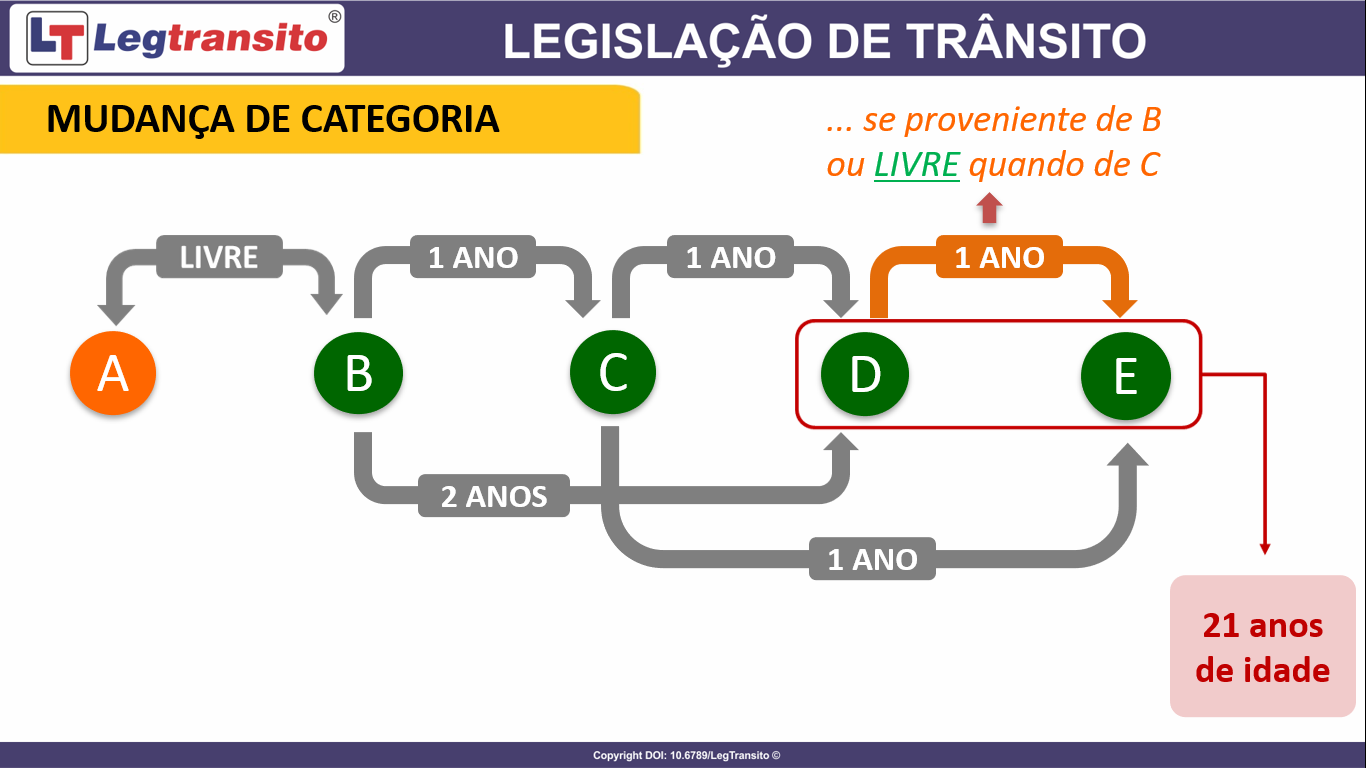 LT Legtransito®
LEGISLAÇÃO DE TRÂNSITO
MUDANÇA DE CATEGORIA
... se proveniente de B
ou LIVRE quando de C
LIVRE
1 ANO
1 ANO
1 ANO
A
B
C
D
E
2 ANOS
1 ANO
21 anos
de idade
Copyright DOI: 10.6789/LegTransito ©